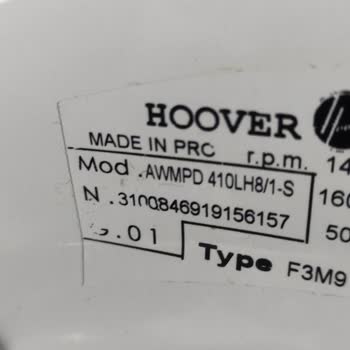 HOOVER
MADE IN PRC r.p.m. 14
Mod .AWMPD 410LH8/1-S
160
N .3100846919156157
50
.01 Type F3M9